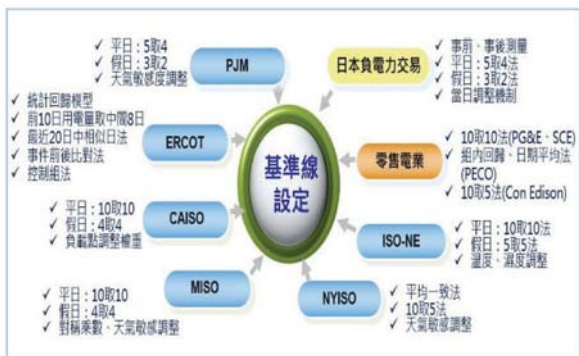 ✓ 平日：5取4
✓ 假日：3取2
✓ 天氣敏感度調整
PJM
日本負電力交易
✓ 事前、事後測量
✓ 平日：5取4法
✓ 假日：3取2法
✓ 當日調整機制
✓ 統計回歸模型
✓ 前10日用電量取中間8日
✓ 最近20日中相似日法
✓ 事件前後比對法
✓ 控制組法
ERCOT
基準線
設定
零售電業
✓ 10取10法(PG&E、SCE)
✓ 組內回歸、日期平均法
(PECO)
✓ 10取5法(Con Edison)
✓ 平日：10取10
✓ 假日：4取4
✓ 負載點調整權重
CAISO
ISO-NE
✓ 平日：10取10法
✓ 假日：5取5法
✓ 溫度、濕度調整
✓ 平日：10取10
✓ 假日：4取4
✓ 對稱乘數、天氣敏感調整
MISO
NYISO
✓ 平均一致法
✓ 10取5法
✓ 天氣敏感調整